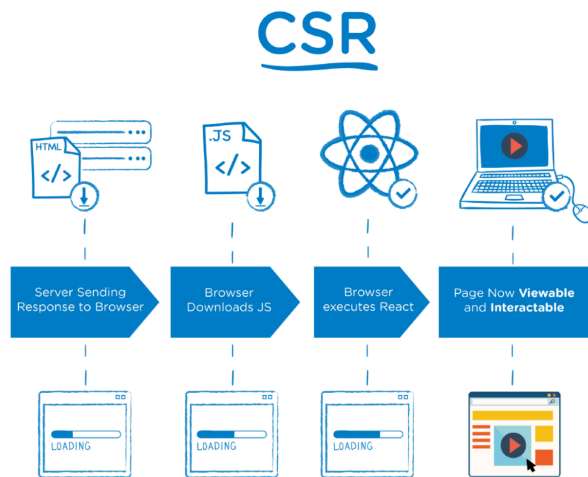 CSR
HTML
</>
.JS
</>
Server Sending
Response to Browser
Browser
Downloads JS
Browser
executes React
Page Now Viewable
and Interactable
LOADING
LOADING
LOADING